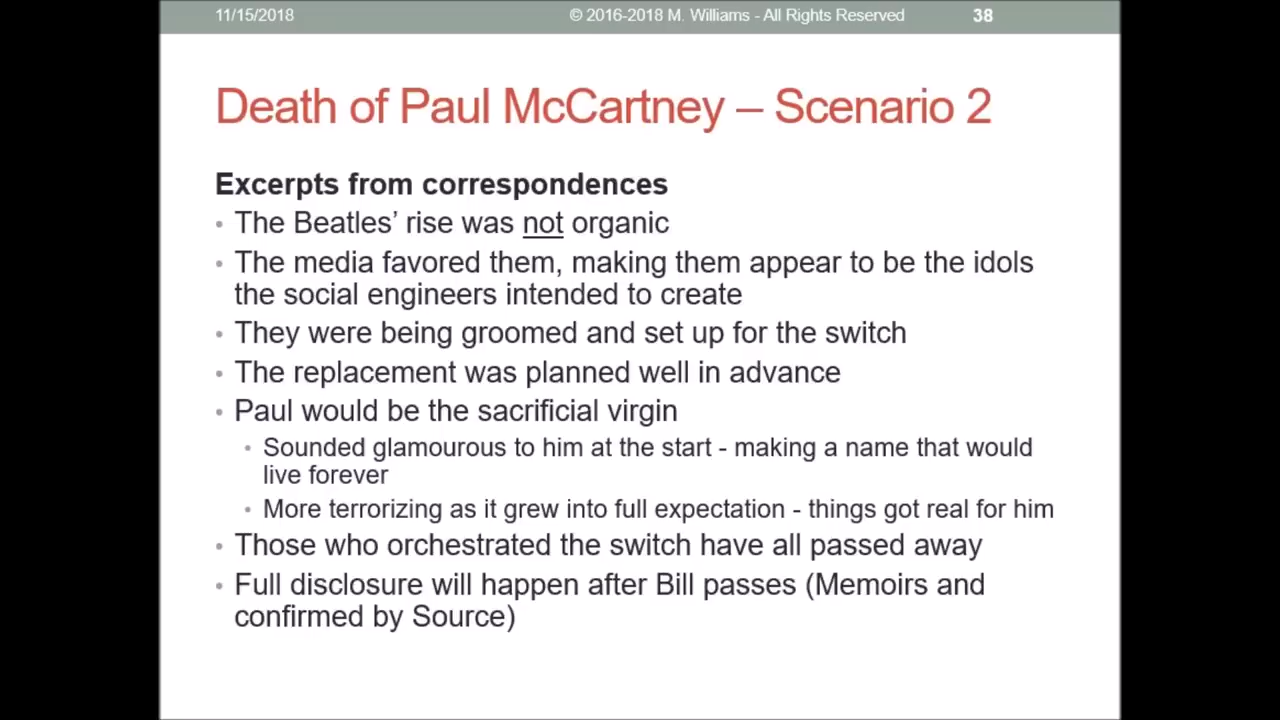 11/15/2018 © 2016-2018 M. Williams - All Rights Reserved 38
Death of Paul McCartney – Scenario 2
Excerpts from correspondences
• The Beatles’ rise was not organic
• The media favored them, making them appear to be the idols
the social engineers intended to create
• They were being groomed and set up for the switch
• The replacement was planned well in advance
• Paul would be the sacrificial virgin
• Sounded glamourous to him at the start - making a name that would
live forever
• More terrorizing as it grew into full expectation - things got real for him
• Those who orchestrated the switch have all passed away
• Full disclosure will happen after Bill passes (Memoirs and
confirmed by Source)